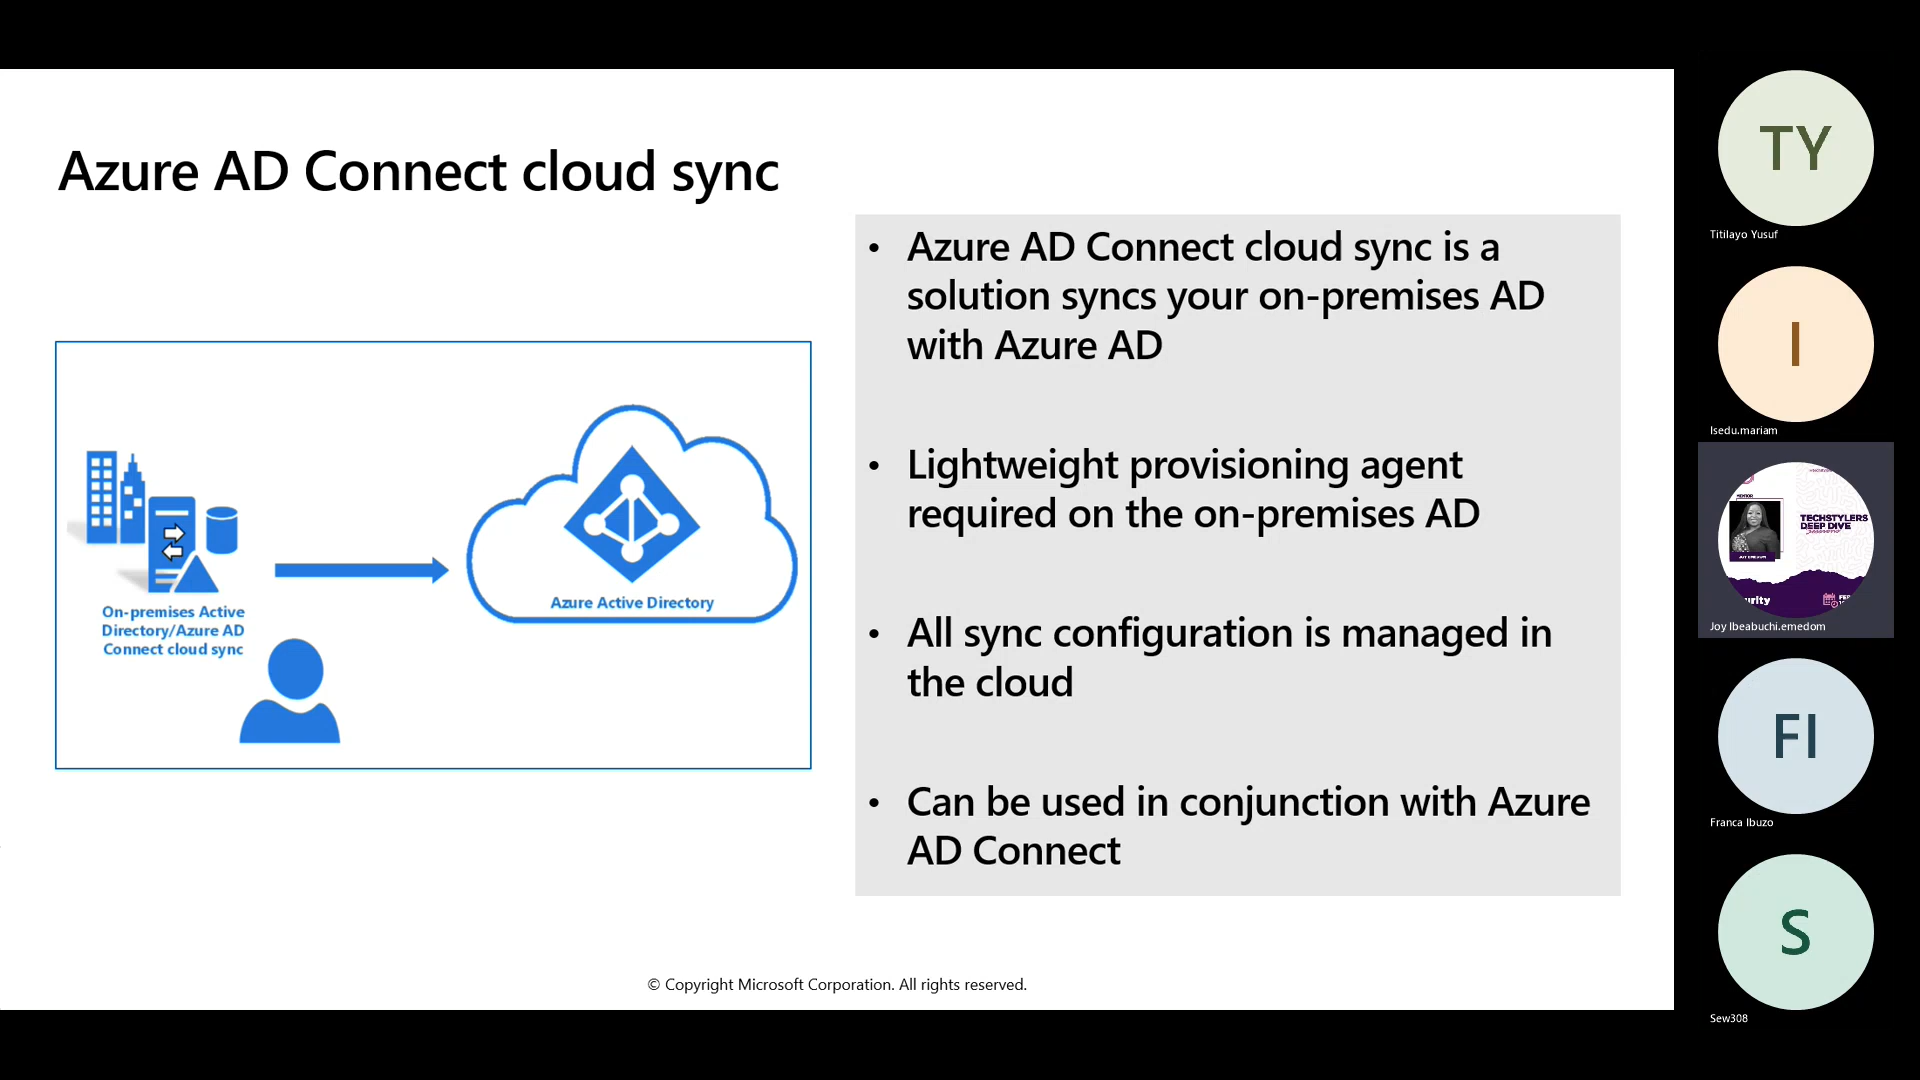 Azure AD Connect cloud sync
On-premises Active
Directory/Azure AD
Connect cloud sync
Azure Active Directory
• Azure AD Connect cloud sync is a
solution syncs your on-premises AD
with Azure AD
• Lightweight provisioning agent
required on the on-premises AD
• All sync configuration is managed in
the cloud
• Can be used in conjunction with Azure
AD Connect
© Copyright Microsoft Corporation. All rights reserved.
TY
Titilayo Yusuf
I
Isedu.mariam
MENTOR
TECHSTYLERS
DEEP DIVE
Joy Ibeabuchi.emedom
FI
Franca Ibuzo
S
Sew308